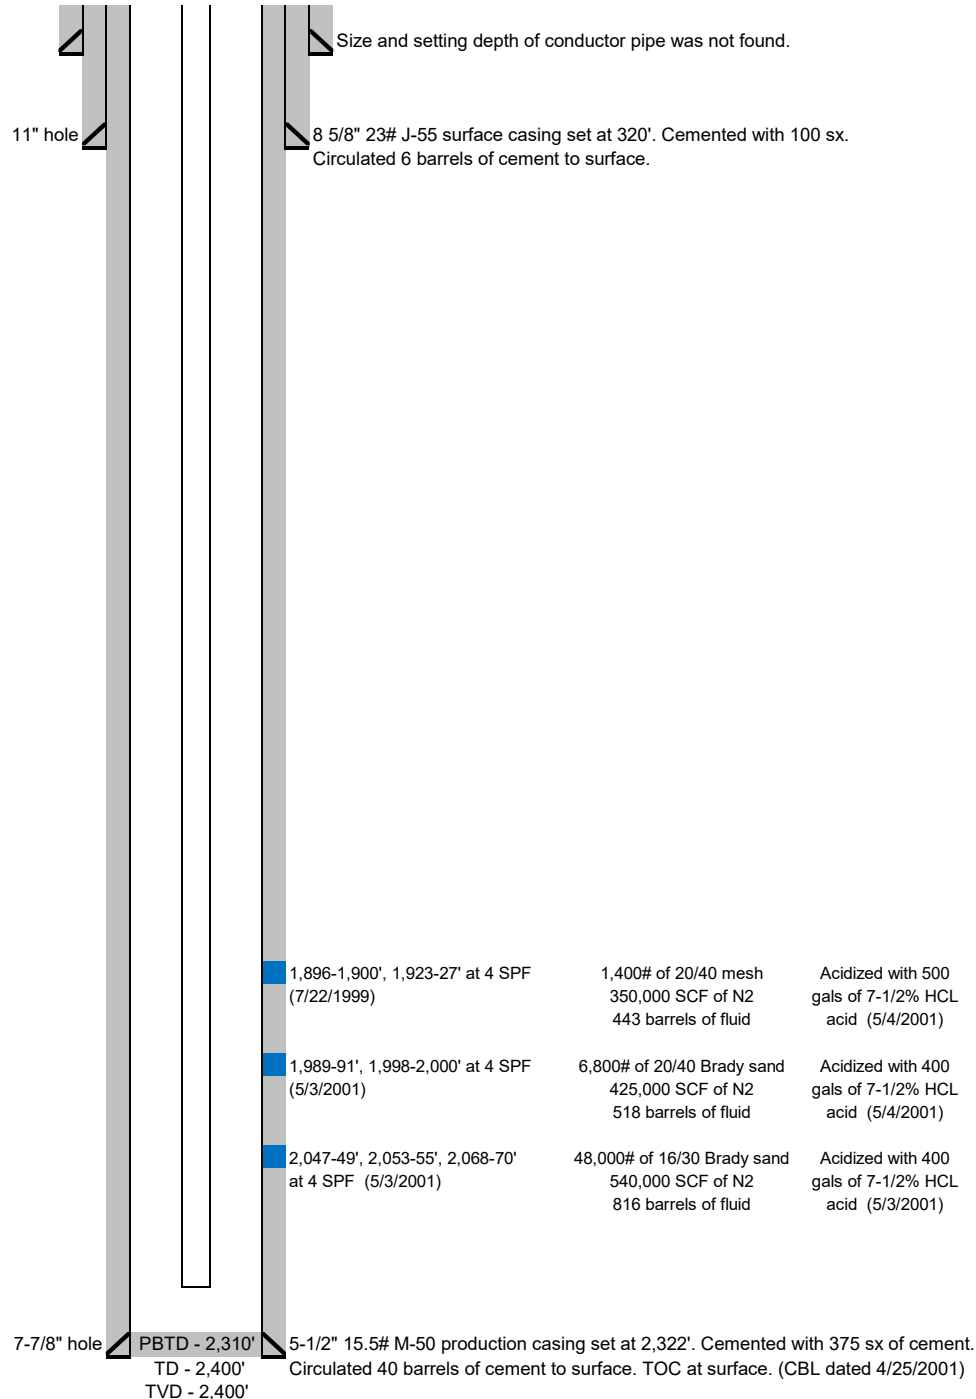 Size and setting depth of conductor pipe was not found.
11" hole
8 5/8" 23# J-55 surface casing set at 320'. Cemented with 100 sx.
Circulated 6 barrels of cement to surface.
1,896-1,900', 1,923-27' at 4 SPF
(7/22/1999)
1,400# of 20/40 mesh
350,000 SCF of N2
443 barrels of fluid
Acidized with 500
gals of 7-1/2% HCL
acid (5/4/2001)
1,989-91', 1,998-2,000' at 4 SPF
(5/3/2001)
6,800# of 20/40 Brady sand
425,000 SCF of N2
518 barrels of fluid
Acidized with 400
gals of 7-1/2% HCL
acid (5/4/2001)
2,047-49', 2,053-55', 2,068-70'
at 4 SPF (5/3/2001)
48,000# of 16/30 Brady sand
540,000 SCF of N2
816 barrels of fluid
Acidized with 400
gals of 7-1/2% HCL
acid (5/3/2001)
7-7/8" hole
PBTD - 2,310'
TD - 2,400'
TVD - 2,400'
5-1/2" 15.5# M-50 production casing set at 2,322'. Cemented with 375 sx of cement.
Circulated 40 barrels of cement to surface. TOC at surface. (CBL dated 4/25/2001)